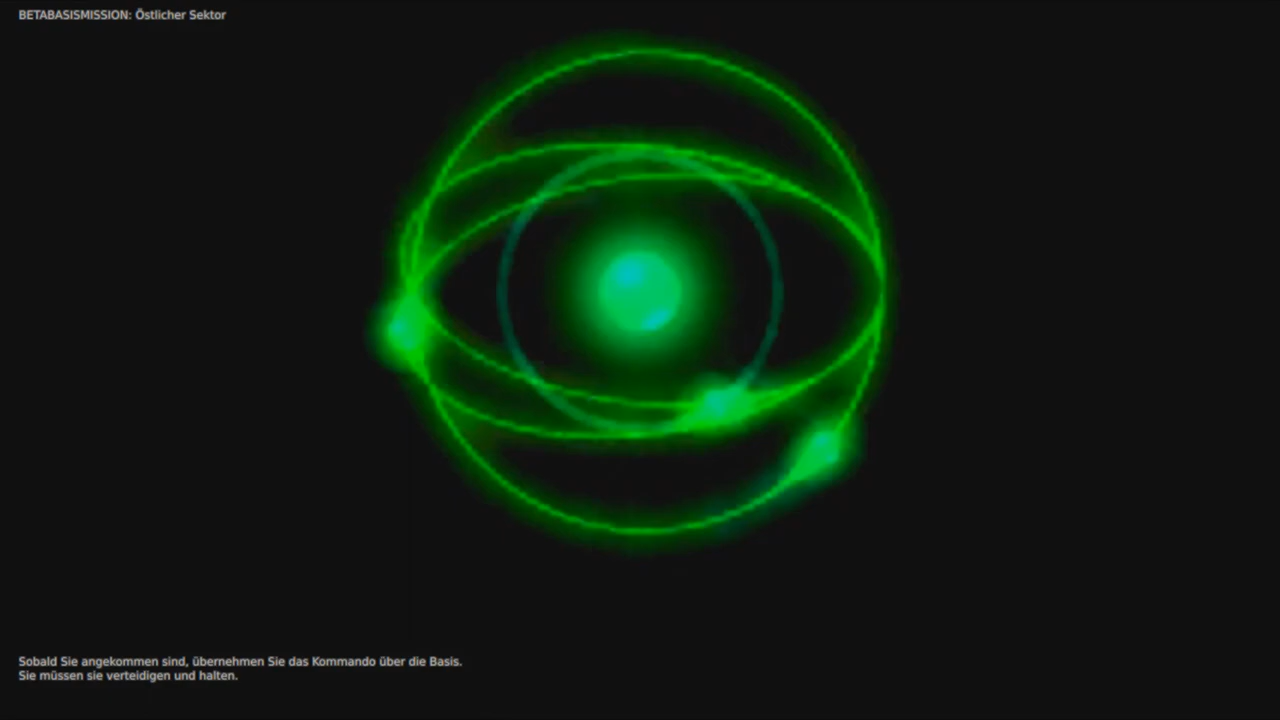 BETABASISMISSION: Östlicher Sektor
Sobald Sie angekommen sind, übernehmen Sie das Kommando über die Basis.
Sie müssen sie verteidigen und halten.